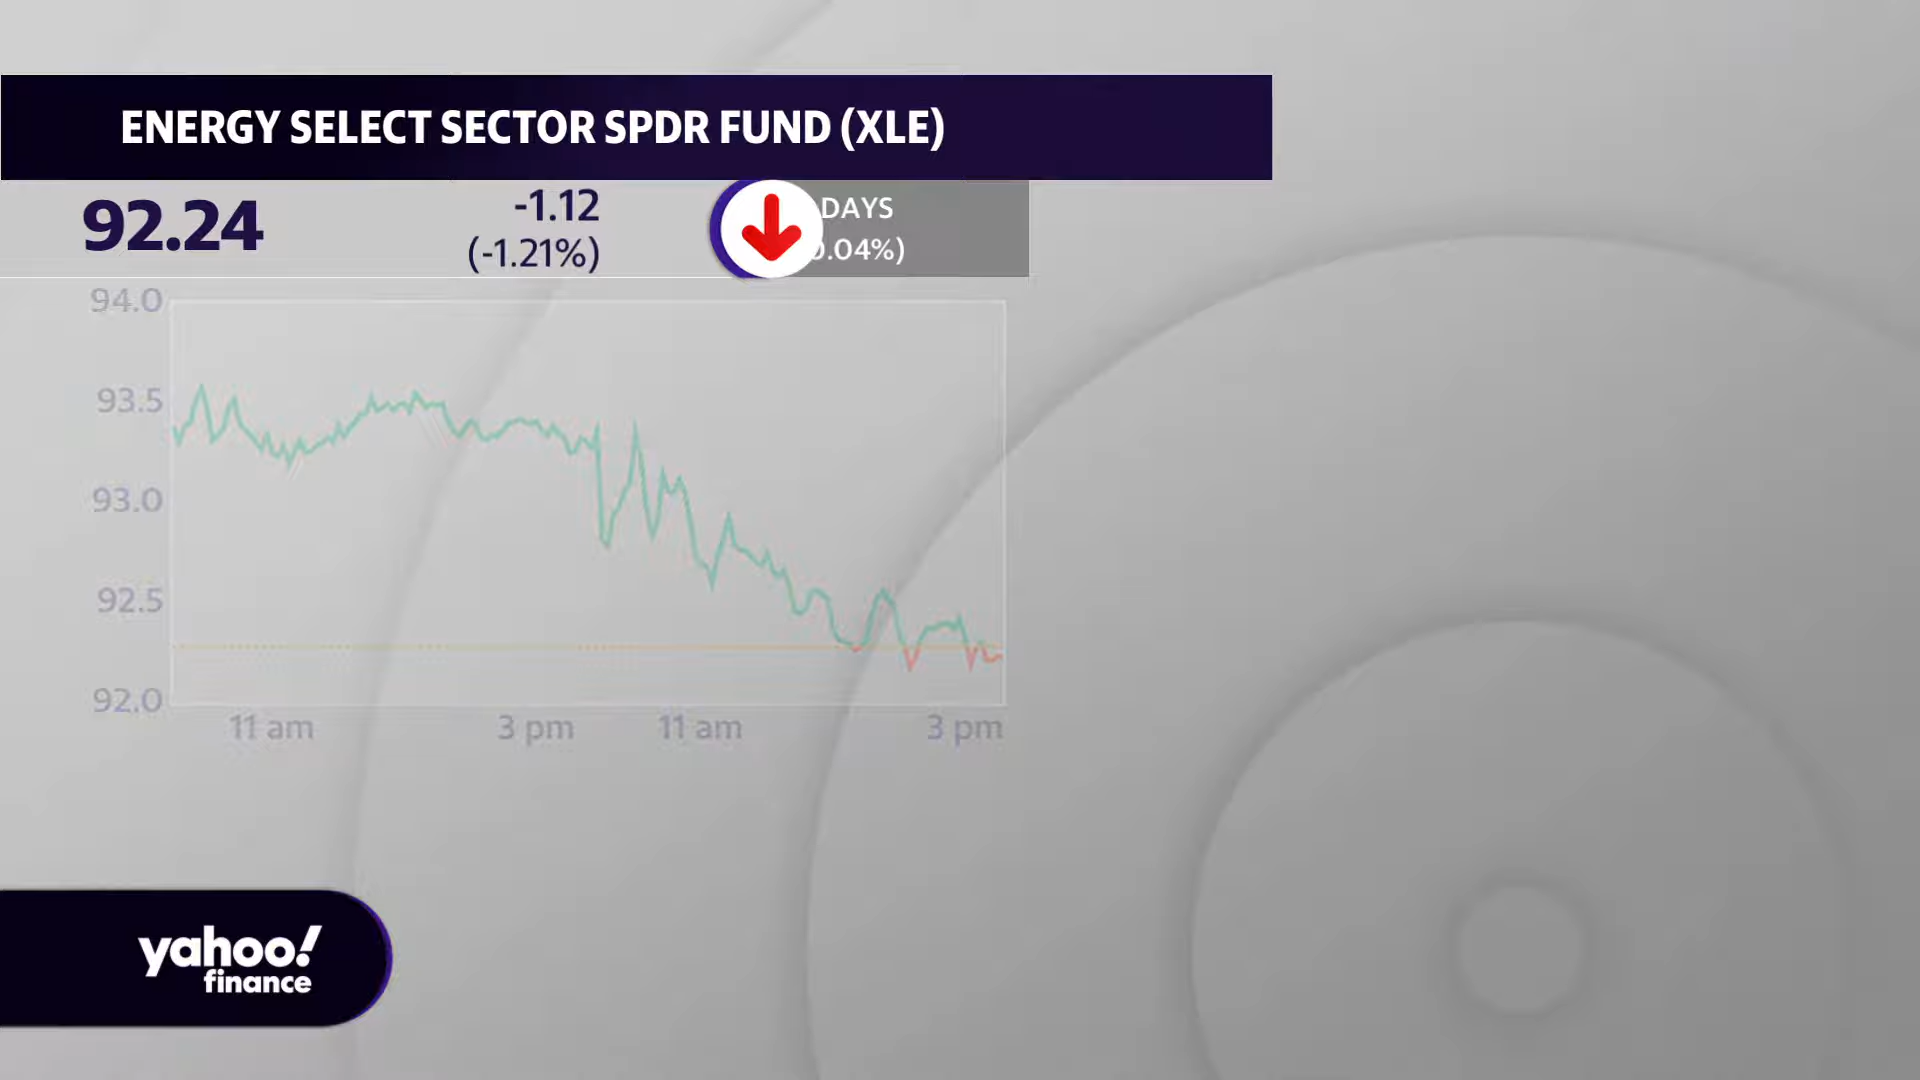 ENERGY SELECT SECTOR SPDR FUND (XLE)
92.24
-1.12
(-1.21%)
DAYS
.04%)
94.0
93.5
93.0
92.5
92.0
11 am
3 pm
11 am
3 pm
yahoo!
finance